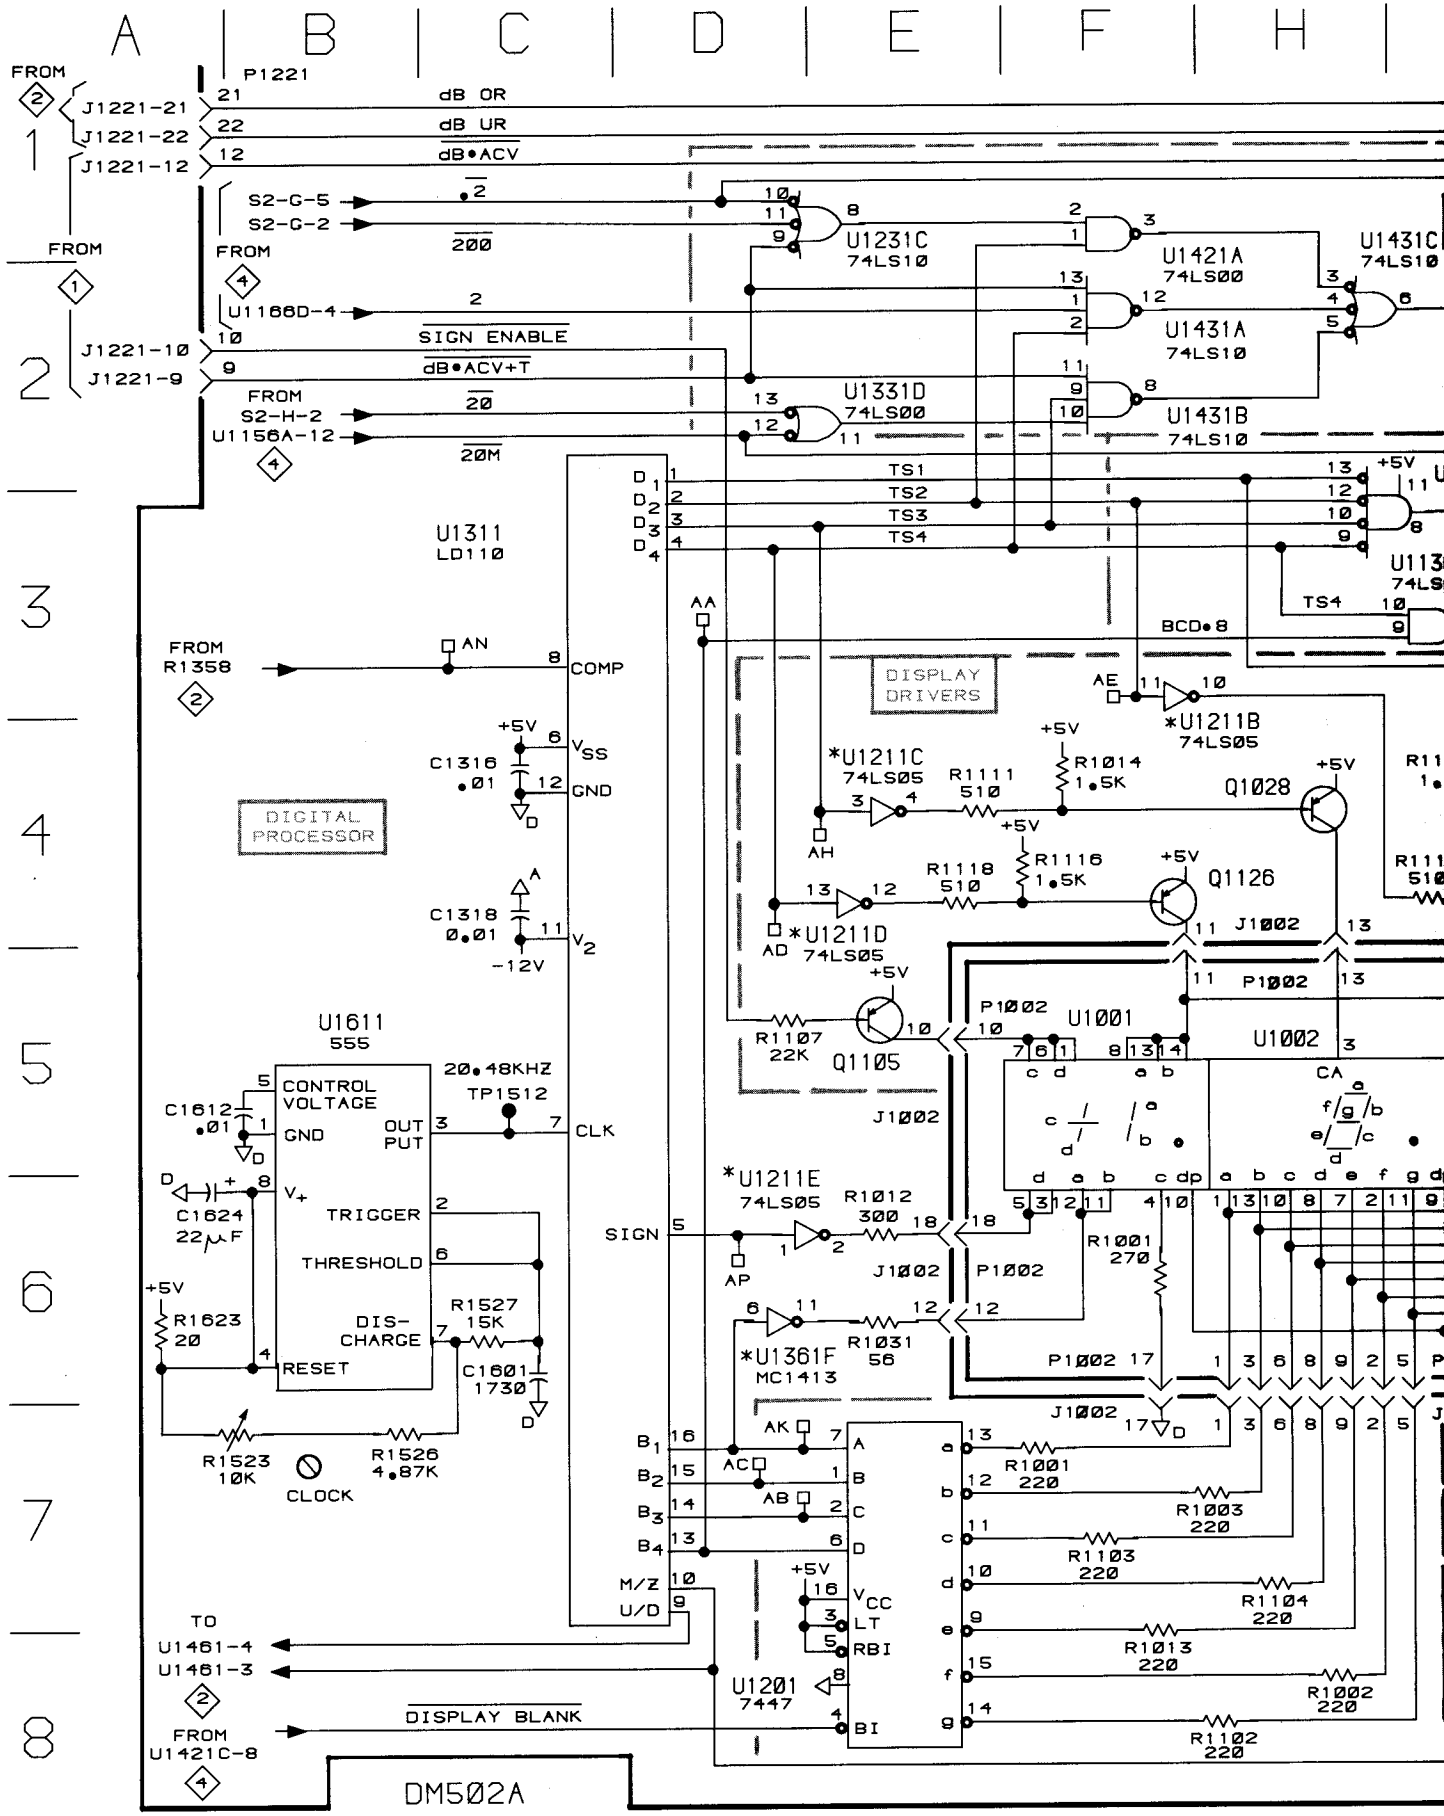 A B C D E F H
FROM
2
P1221
J1221-21 21 dB OR
J1221-22 22 dB UR
1
J1221-12 12 dB•ACV
S2-G-5 .2 10
S2-G-2 200 11 8 2 3
9 U1231C 1 U1421A U1431C
74LS10 74LS00 74LS10
FROM FROM
1 4
U1166D-4 2 13 1 2 12 3 4 5 6
U1431A
74LS10
J1221-10 10 SIGN ENABLE
2
J1221-9 9 dB•ACV+T 11 9 10 8
FROM U1331D
S2-H-2 20 13 74LS00 U1431B
U1156A-12 20M 12 11 74LS10
4
D1 1 TS1 13 +5V
D2 2 TS2 12 11
D3 3 TS3 10
D4 4 TS4 9 8
U1311
LD110
3
AA TS4 10
BCD•8 9
FROM AN
R1358 8 COMP
2
DISPLAY
DRIVERS
AE 11 10
*U1211B
74LS05
+5V 6 VSS
C1316
.01 12 GND
D
*U1211C
74LS05
R1111
510
+5V
R1014
1.5K
Q1028
+5V
3 4
AH
4
DIGITAL
PROCESSOR
+5V
R1118
510
R1116
1.5K
+5V
Q1126
13 12
AD *U1211D
74LS05
A
C1318
0.01 11 V2
-12V
11 J1002 13
11 P1002 13
+5V
R1107
22K
Q1105
10 10
P1002
U1001
U1002
J1002
5
U1611
555
20.48KHZ
TP1512
5 CONTROL
VOLTAGE
C1612
.01 1 GND
D
OUT
PUT 3 7 CLK
7 6 1 8 13 14 3
c d a b CA
c d a b
a f g b e c d
d a b c dp a b c d e f g
5 3 12 11 4 10 1 13 10 8 7 2 11 9
D + 8 V+
C1624
22µF
TRIGGER 2
THRESHOLD 6
SIGN 5
AP
*U1211E
74LS05
1 2
R1012
300
18 18
R1001
270
J1002 P1002
6
+5V
R1623
20
DIS-
CHARGE 7
R1527
15K
4 RESET
C1601
1730
D
6 11
*U1361F
MC1413
R1031
56
12 12
P1002 17 1 3 6 8 9 2 5
J1002 17 D 1 3 6 8 9 2 5
7
R1523
10K
CLOCK
R1526
4.87K
B1 16 AK 7 A a 13 R1001
220
B2 15 AC 1 B b 12 R1003
220
B3 14 AB 2 C c 11 R1103
220
B4 13 6 D d 10 R1104
220
+5V
M/Z 10 16 VCC
U/D 9 3 LT e 9 R1013
220
5 RBI
8 f 15 R1002
220
U1201
7447
TO
U1461-4
U1461-3
2
8
FROM
U1421C-8 DISPLAY BLANK 4 BI g 14 R1102
220
4
DM502A